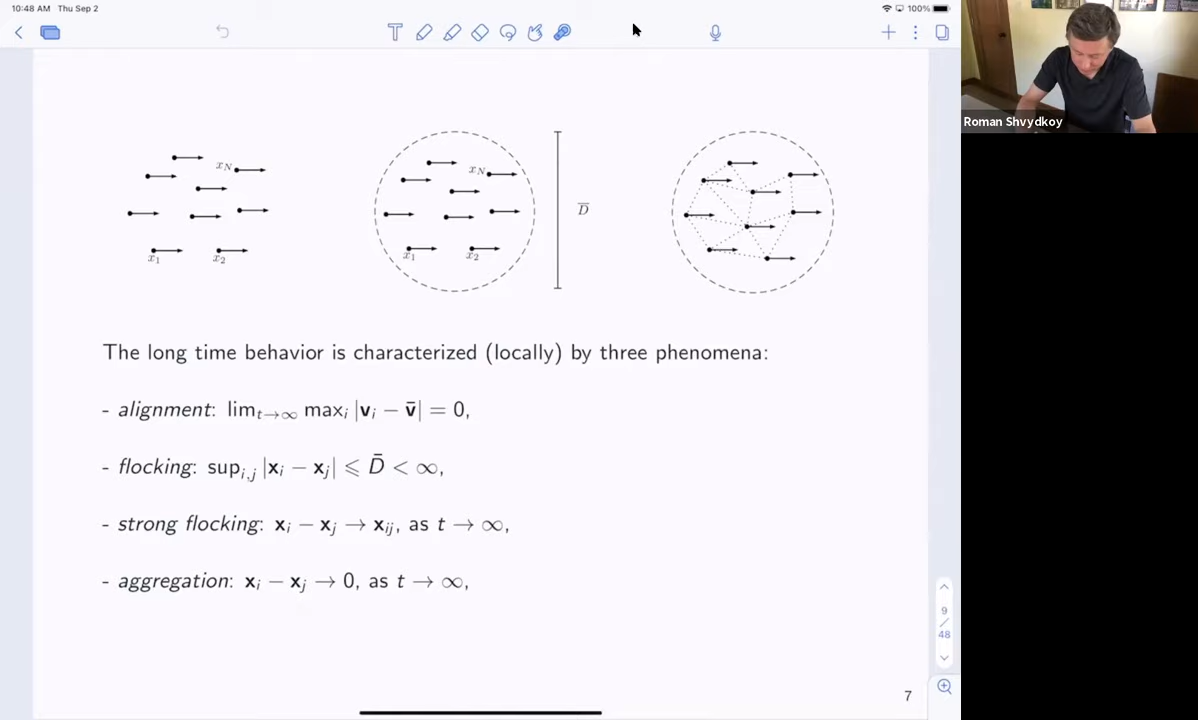 10:48 AM Thu Sep 2
100%
Roman Shvydkoy
x_N
x_1 x_2
x_N
x_1 x_2
D̅
The long time behavior is characterized (locally) by three phenomena:
- alignment: lim_{t→∞} max_i |v_i − v̄| = 0,
- flocking: sup_{i,j} |x_i − x_j| ⩽ D̄ < ∞,
- strong flocking: x_i − x_j → x_{ij}, as t → ∞,
- aggregation: x_i − x_j → 0, as t → ∞,
9
/
48
7